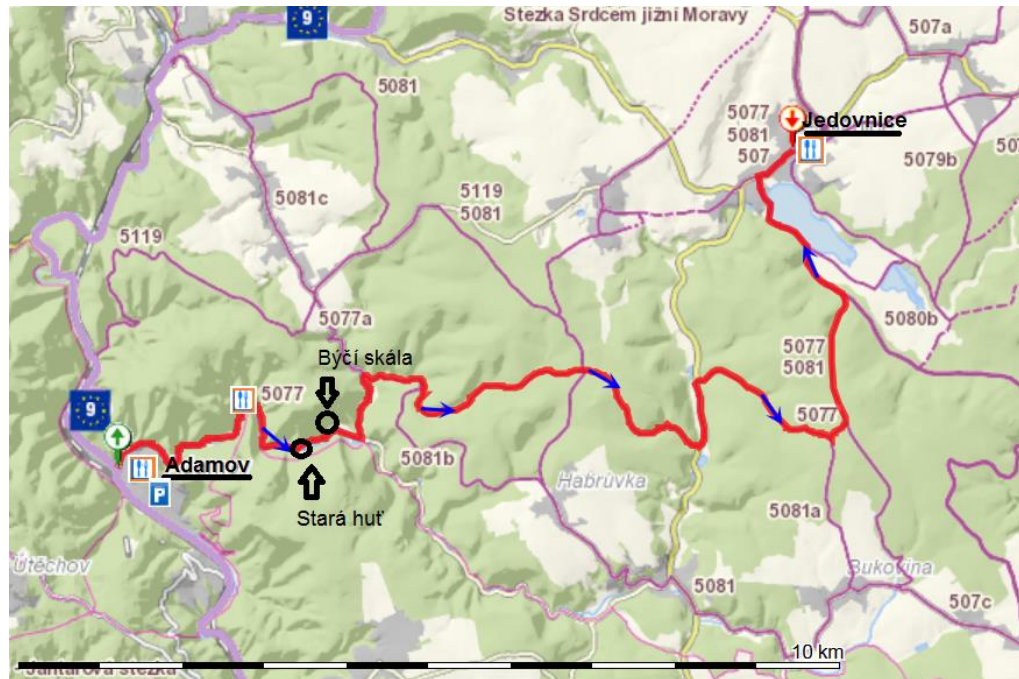 Stezka Srdcem jižní Moravy
507a
9
5081
5077
5081
507
Jedovnice
5079b
5081c
5119
5081
5119
5077a
5080b
Býčí skála
5077
5081
9
5077
5077
Adamov
P
5081b
Habrůvka
Stará huť
5081a
Útěchov
5081
Bukovina
507c
10 km
Jantarová stezka